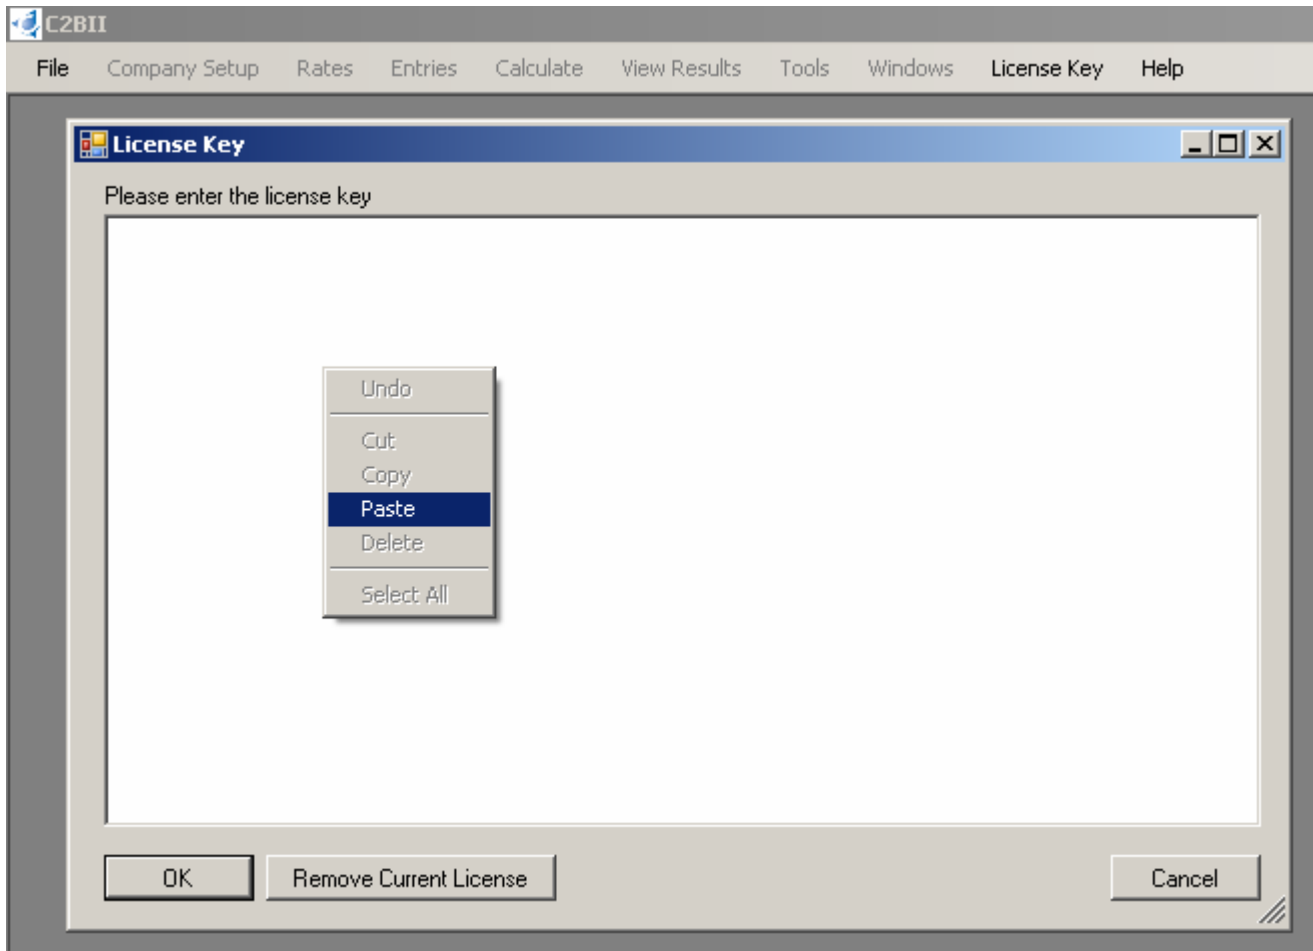 C2BII
File Company Setup Rates Entries Calculate View Results Tools Windows License Key Help
License Key
Please enter the license key
Undo
Cut
Copy
Paste
Delete
Select All
OK Remove Current License Cancel